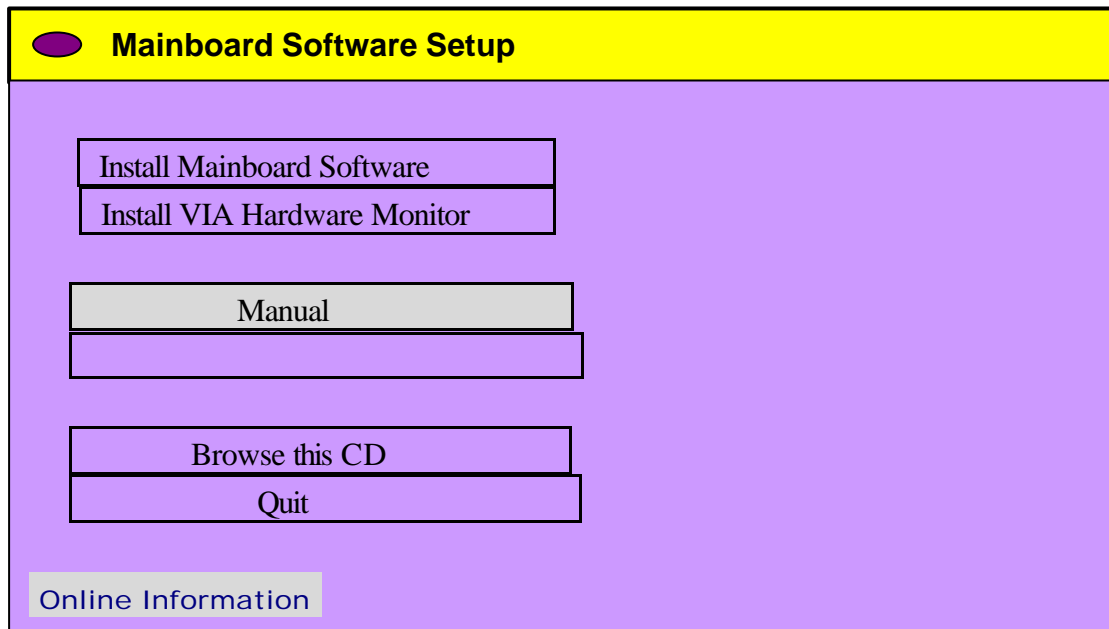 Mainboard Software Setup
Install Mainboard Software
Install VIA Hardware Monitor
Manual
Browse this CD
Quit
Online Information